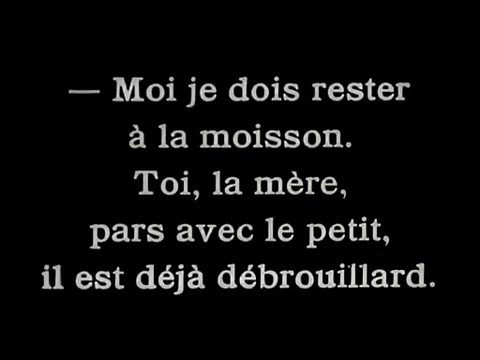 — Moi je dois rester
à la moisson.
Toi, la mère,
pars avec le petit,
il est déjà débrouillard.